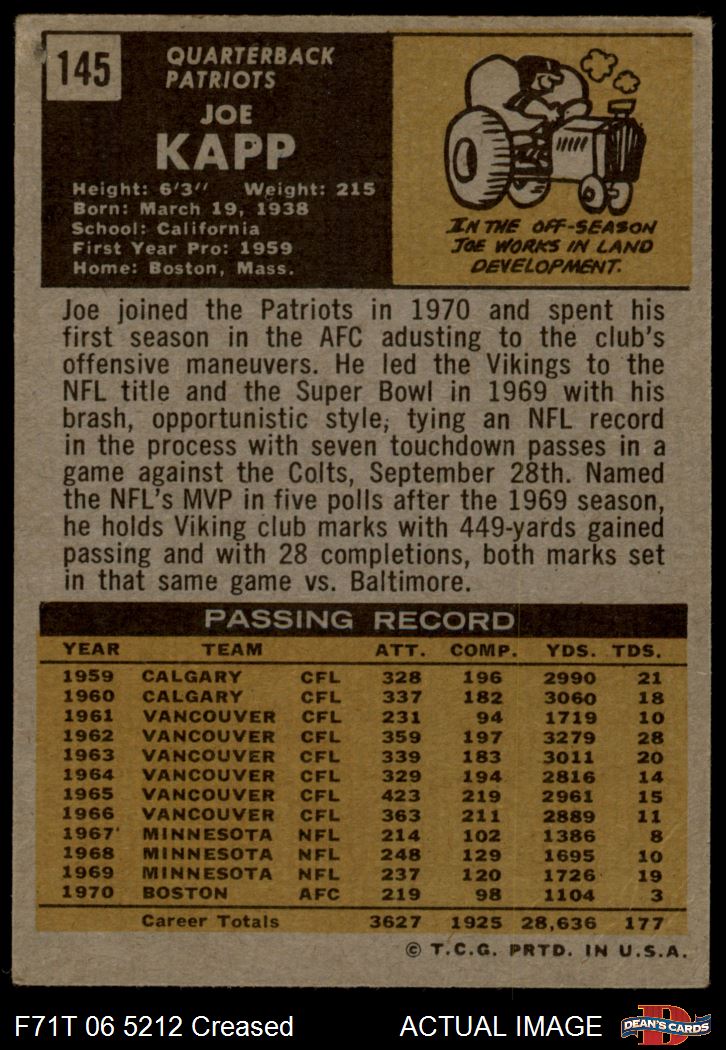 145
QUARTERBACK
PATRIOTS
JOE
KAPP
Height: 6'3" Weight: 215
Born: March 19, 1938
School: California
First Year Pro: 1959
Home: Boston, Mass.
IN THE OFF-SEASON
JOE WORKS IN LAND
DEVELOPMENT.
Joe joined the Patriots in 1970 and spent his
first season in the AFC adusting to the club's
offensive maneuvers. He led the Vikings to the
NFL title and the Super Bowl in 1969 with his
brash, opportunistic style, tying an NFL record
in the process with seven touchdown passes in a
game against the Colts, September 28th. Named
the NFL's MVP in five polls after the 1969 season,
he holds Viking club marks with 449-yards gained
passing and with 28 completions, both marks set
in that same game vs. Baltimore.
PASSING RECORD
YEAR TEAM ATT. COMP. YDS. TDS.
1959 CALGARY CFL 328 196 2990 21
1960 CALGARY CFL 337 182 3060 18
1961 VANCOUVER CFL 231 94 1719 10
1962 VANCOUVER CFL 359 197 3279 28
1963 VANCOUVER CFL 339 183 3011 20
1964 VANCOUVER CFL 329 194 2816 14
1965 VANCOUVER CFL 423 219 2961 15
1966 VANCOUVER CFL 363 211 2889 11
1967 MINNESOTA NFL 214 102 1386 8
1968 MINNESOTA NFL 248 129 1695 10
1969 MINNESOTA NFL 237 120 1726 19
1970 BOSTON AFC 219 98 1104 3
Career Totals 3627 1925 28,636 177
© T.C.G. PRTD. IN U.S.A.
F71T 06 5212 Creased ACTUAL IMAGE
D
DEAN'S CARDS